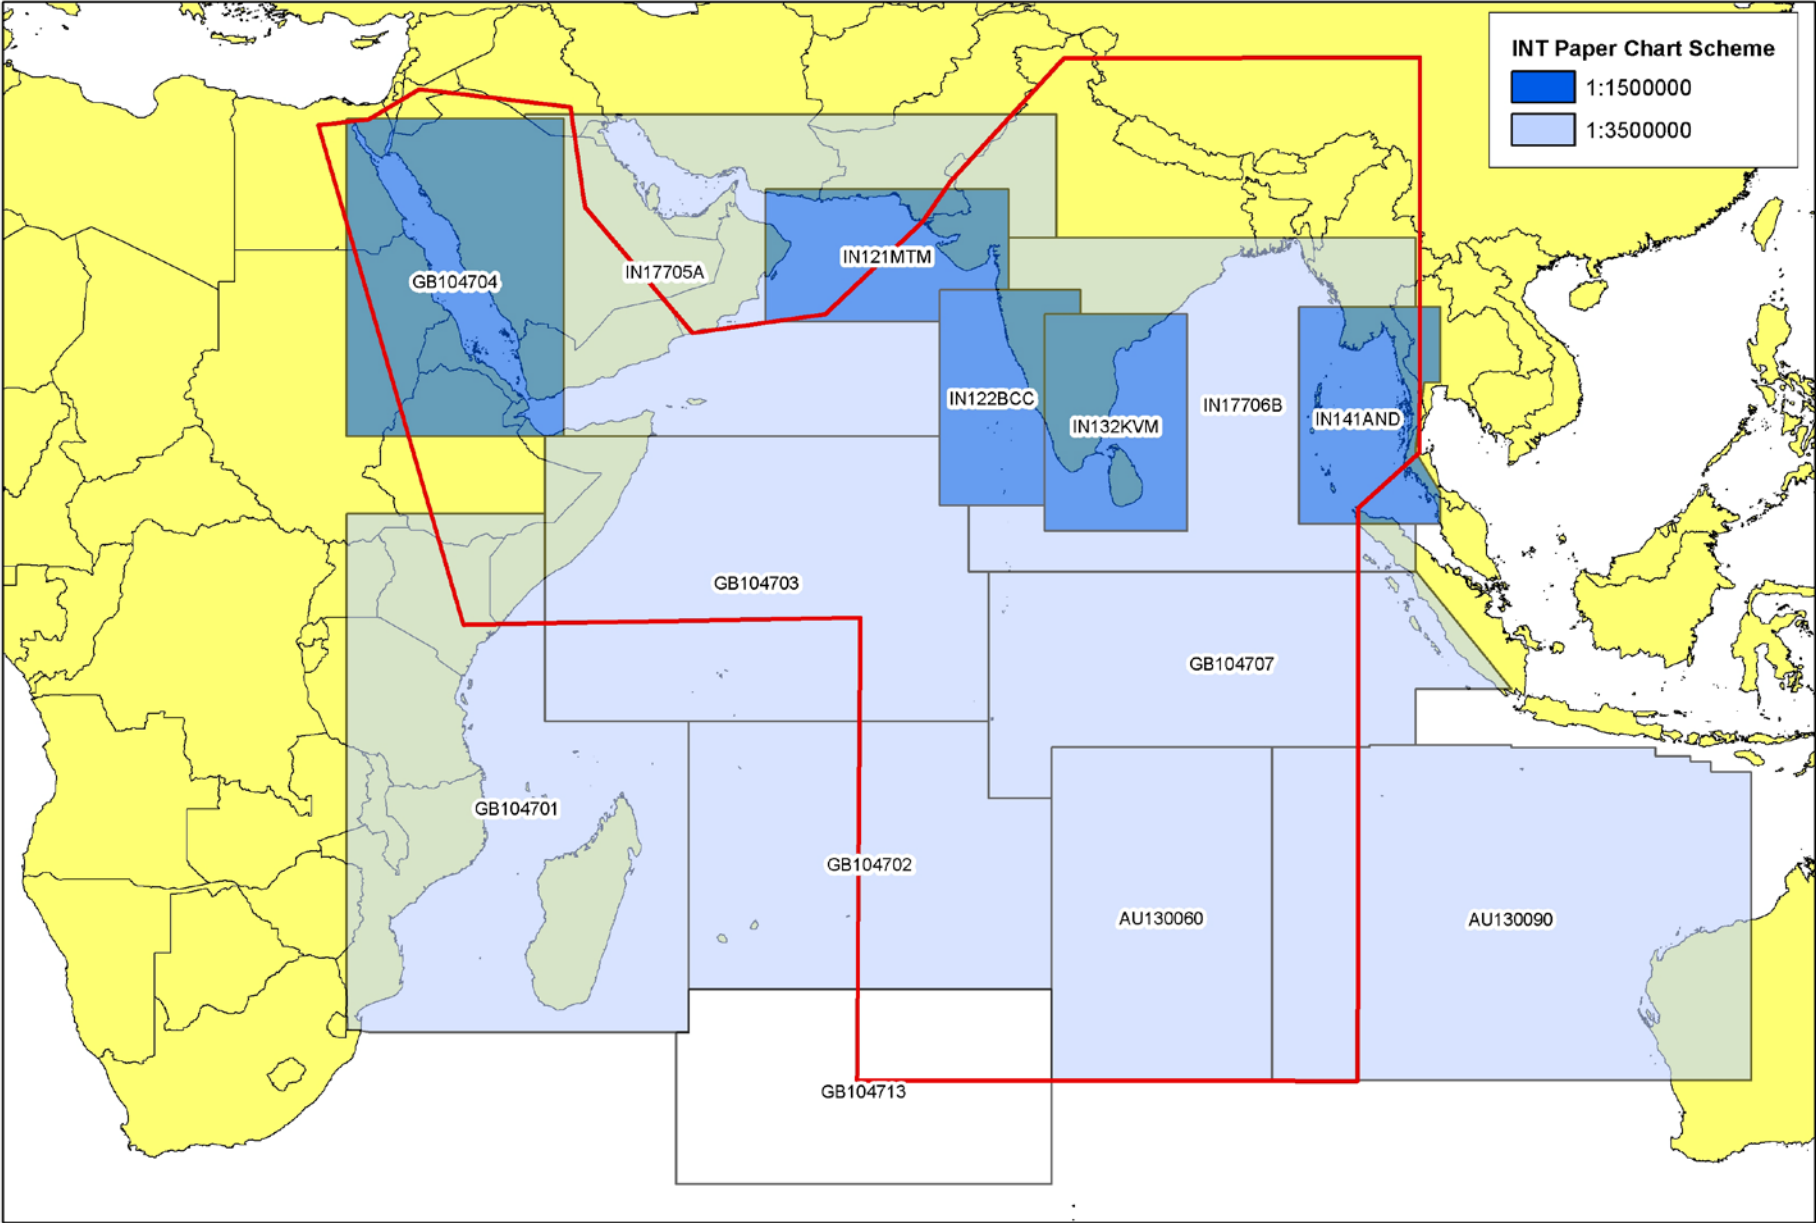 INT Paper Chart Scheme
1:1500000
1:3500000
IN121MTM
IN17705A
GB104704
IN122BCC
IN17706B
IN141AND
IN132KVM
GB104703
GB104707
GB104701
GB104702
AU130060
AU130090
GB104713